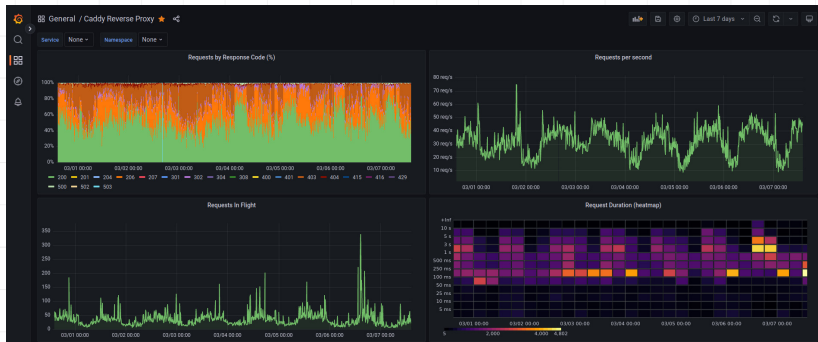 General / Caddy Reverse Proxy
Last 7 days
Service None Namespace None
Requests by Response Code (%)
100%
80%
60%
40%
20%
0%
03/01 00:00 03/02 00:00 03/03 00:00 03/04 00:00 03/05 00:00 03/06 00:00 03/07 00:00
200 201 204 206 207 301 302 304 308 400 401 403 404 415 416 429
500 502 503
Requests per second
80 req/s
70 req/s
60 req/s
50 req/s
40 req/s
30 req/s
20 req/s
10 req/s
03/01 00:00 03/02 00:00 03/03 00:00 03/04 00:00 03/05 00:00 03/06 00:00 03/07 00:00
Requests In Flight
350
300
250
200
150
100
50
0
03/01 00:00 03/02 00:00 03/03 00:00 03/04 00:00 03/05 00:00 03/06 00:00 03/07 00:00
Request Duration (heatmap)
+Inf
10 s
5 s
3 s
1 s
500 ms
250 ms
100 ms
50 ms
25 ms
10 ms
5 ms
03/01 00:00 03/02 00:00 03/03 00:00 03/04 00:00 03/05 00:00 03/06 00:00 03/07 00:00
5 2,000 4,000 4,802